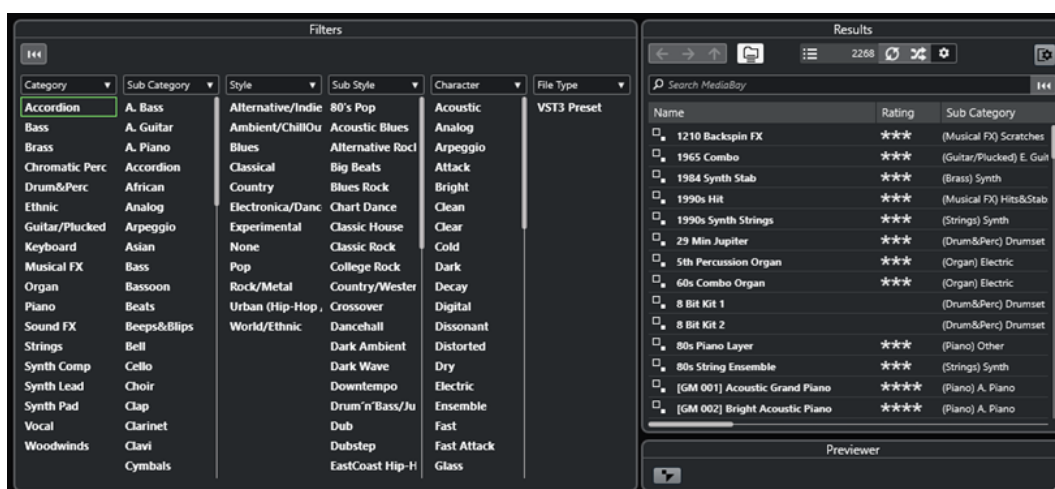 Filters
Category Sub Category Style Sub Style Character File Type
Accordion A. Bass Alternative/Indie 80's Pop Acoustic VST3 Preset
Bass A. Guitar Ambient/ChillOu Acoustic Blues Analog
Brass A. Piano Blues Alternative Rocl Arpeggio
Chromatic Perc Accordion Classical Big Beats Attack
Drum&Perc African Country Blues Rock Bright
Ethnic Analog Electronica/Danc Chart Dance Clean
Guitar/Plucked Arpeggio Experimental Classic House Clear
Keyboard Asian None Classic Rock Cold
Musical FX Bass Pop College Rock Dark
Organ Bassoon Rock/Metal Country/Wester Decay
Piano Beats Urban (Hip-Hop , Crossover Digital
Sound FX Beeps&Blips World/Ethnic Dancehall Dissonant
Strings Bell Dark Ambient Distorted
Synth Comp Cello Dark Wave Dry
Synth Lead Choir Downtempo Electric
Synth Pad Clap Drum´n´Bass/Ju Ensemble
Vocal Clarinet Dub Fast
Woodwinds Clavi Dubstep Fast Attack
Cymbals EastCoast Hip-H Glass
Results
2268
Search MediaBay
Name Rating Sub Category
1210 Backspin FX *** (Musical FX) Scratches
1965 Combo *** (Guitar/Plucked) E. Guit
1984 Synth Stab *** (Brass) Synth
1990s Hit *** (Musical FX) Hits&Stab
1990s Synth Strings *** (Strings) Synth
29 Min Jupiter *** (Drum&Perc) Drumset
5th Percussion Organ *** (Organ) Electric
60s Combo Organ *** (Organ) Electric
8 Bit Kit 1 (Drum&Perc) Drumset
8 Bit Kit 2 (Drum&Perc) Drumset
80s Piano Layer *** (Piano) Other
80s String Ensemble *** (Strings) Synth
[GM 001] Acoustic Grand Piano **** (Piano) A. Piano
[GM 002] Bright Acoustic Piano **** (Piano) A. Piano
Previewer